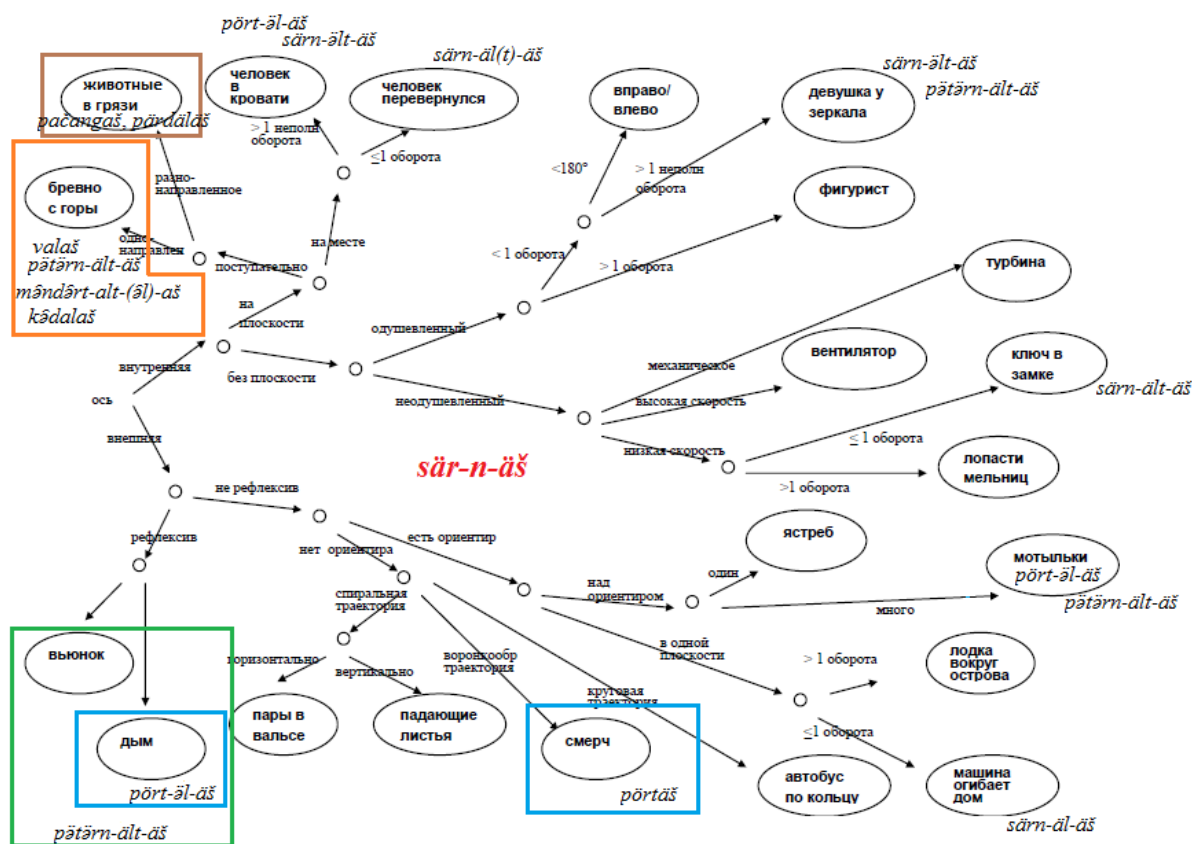 pört-əl-äš
särn-əlt-äš
särn-äl(t)-äš
särn-əlt-äš
pətərn-ält-äš
животные
в грязи
pačangaš, pärdäläš
человек
в
кровати
человек
перевернулся
вправо/
влево
девушка у
зеркала
> 1 неполн
оборота
≤1 оборота
<180°
> 1 неполн
оборота
фигурист
бревно
с горы
разно-
направленное
одно-
направлен
valaš
pətərn-ält-äš
məndərt-alt-(əl)-aš
kədalaš
на месте
поступательно
на
плоскости
< 1 оборота
> 1 оборота
турбина
одушевленный
внутренняя
без плоскости
механическое
вентилятор
ключ в
замке
särn-ält-äš
ось
неодушевленный
высокая скорость
≤ 1 оборота
внешняя
низкая скорость
лопасти
мельниц
sär-n-äš
>1 оборота
не рефлексив
рефлексив
нет ориентира
есть ориентир
ястреб
мотыльки
pört-əl-äš
pətərn-ält-äš
спиральная
траектория
над
ориентиром
один
много
вьюнок
горизонтально
вертикально
воронкообр
траектория
в одной
плоскости
> 1 оборота
лодка
вокруг
острова
круговая
траектория
≤1 оборота
дым
пары в
вальсе
падающие
листья
смерч
автобус
по кольцу
машина
огибает
дом
pört-əl-äš
pörtäš
särn-äl-äš
pətərn-ält-äš